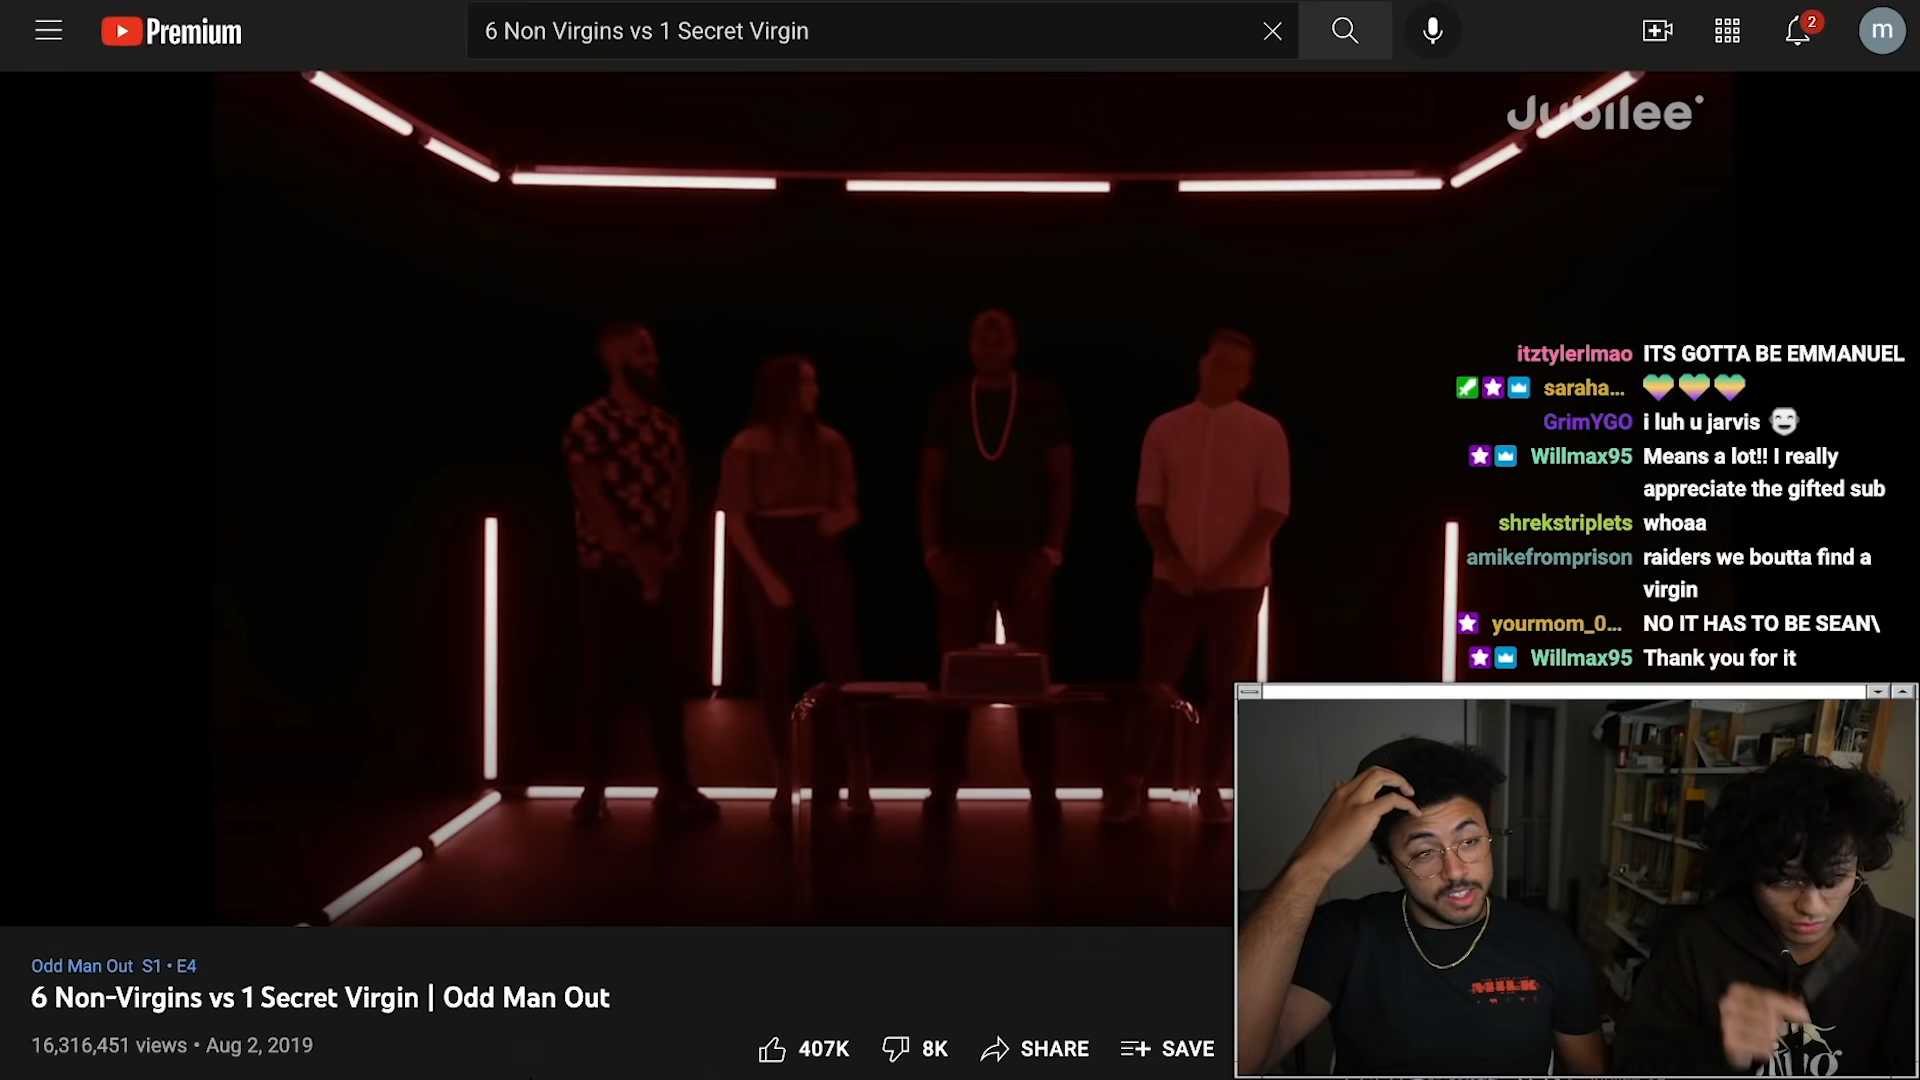 Premium
6 Non Virgins vs 1 Secret Virgin
2
m
Jubilee
itztylerlmao ITS GOTTA BE EMMANUEL
saraha...
GrimYGO i luh u jarvis
Willmax95 Means a lot!! I really
appreciate the gifted sub
shrekstriplets whoaa
amikefromprison raiders we boutta find a
virgin
yourmom_0... NO IT HAS TO BE SEAN\
Willmax95 Thank you for it
MILK
Odd Man Out S1 • E4
6 Non-Virgins vs 1 Secret Virgin | Odd Man Out
16,316,451 views • Aug 2, 2019
407K
8K
SHARE
SAVE